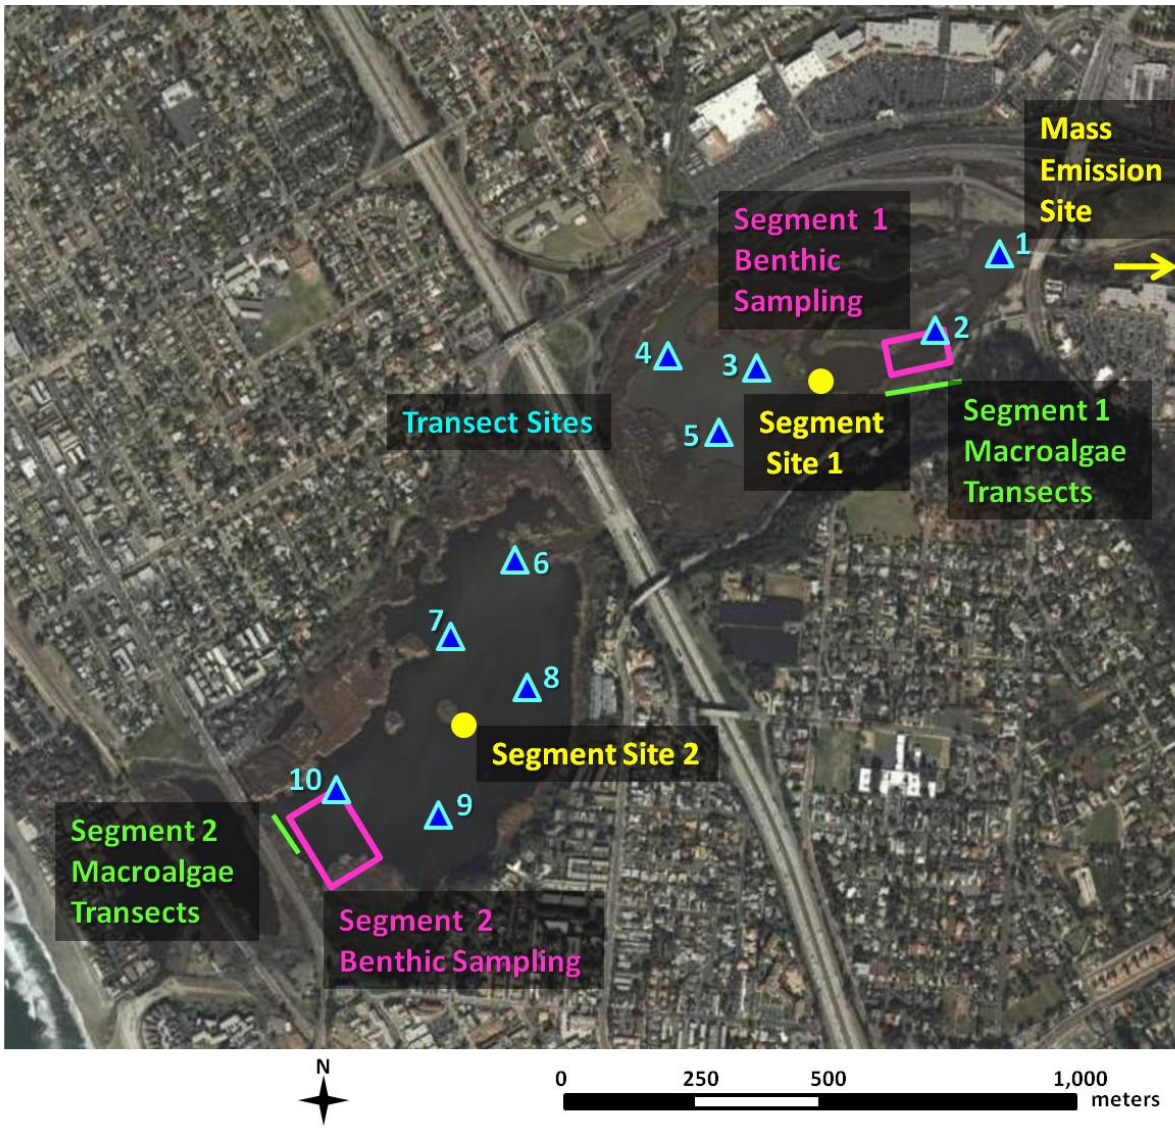 Mass
Emission
Site
Segment 1
Benthic
Sampling
1
2
4
3
Transect Sites
5
Segment
Site 1
Segment 1
Macroalgae
Transects
6
7
8
Segment Site 2
10
9
Segment 2
Macroalgae
Transects
Segment 2
Benthic Sampling
N
0 250 500 1,000
meters